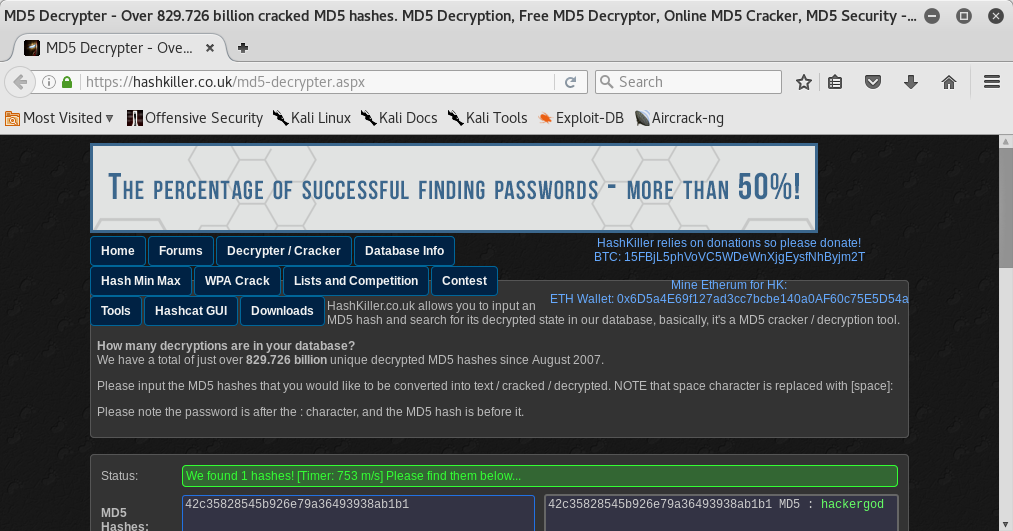 MD5 Decrypter - Over 829.726 billion cracked MD5 hashes. MD5 Decryption, Free MD5 Decryptor, Online MD5 Cracker, MD5 Security -...
MD5 Decrypter - Ove...
https://hashkiller.co.uk/md5-decrypter.aspx
Search
Most Visited
Offensive Security
Kali Linux
Kali Docs
Kali Tools
Exploit-DB
Aircrack-ng
The percentage of successful finding passwords - more than 50%!
Home
Forums
Decrypter / Cracker
Database Info
HashKiller relies on donations so please donate!
BTC: 15FBjL5phVoVC5WDeWnXjgEysfNhByjm2T
Hash Min Max
WPA Crack
Lists and Competition
Contest
Mine Etherum for HK:
ETH Wallet: 0x6D5a4E69f127ad3cc7bcbe140a0AF60c75E5D54a
Tools
Hashcat GUI
Downloads
HashKiller.co.uk allows you to input an
MD5 hash and search for its decrypted state in our database, basically, it's a MD5 cracker / decryption tool.
How many decryptions are in your database?
We have a total of just over 829.726 billion unique decrypted MD5 hashes since August 2007.
Please input the MD5 hashes that you would like to be converted into text / cracked / decrypted. NOTE that space character is replaced with [space]:
Please note the password is after the : character, and the MD5 hash is before it.
Status:
We found 1 hashes! [Timer: 753 m/s] Please find them below...
MD5
Hashes:
42c35828545b926e79a36493938ab1b1
42c35828545b926e79a36493938ab1b1 MD5 : hackergod